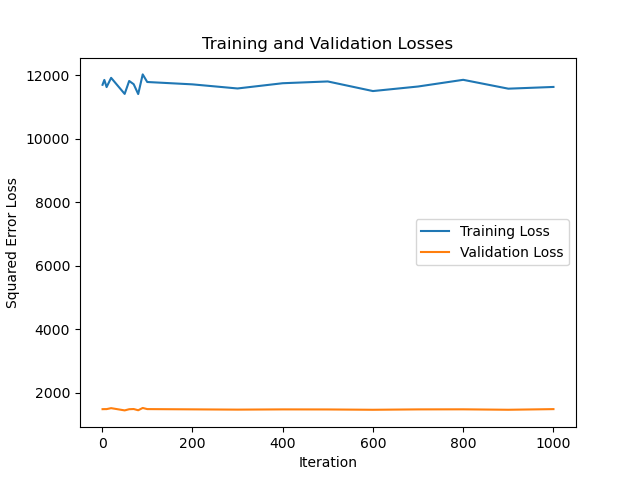 Training and Validation Losses
12000
10000
8000
6000
4000
2000
Squared Error Loss
Training Loss
Validation Loss
0 200 400 600 800 1000
Iteration